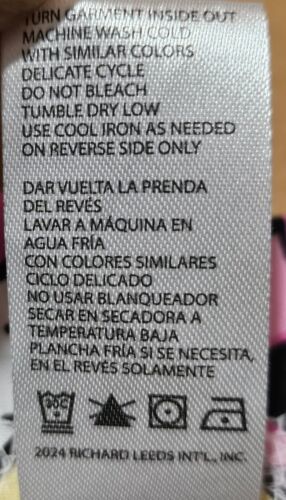 TURN GARMENT INSIDE OUT
MACHINE WASH COLD
WITH SIMILAR COLORS
DELICATE CYCLE
DO NOT BLEACH
TUMBLE DRY LOW
USE COOL IRON AS NEEDED
ON REVERSE SIDE ONLY
DAR VUELTA LA PRENDA
DEL REVÉS
LAVAR A MÁQUINA EN
AGUA FRÍA
CON COLORES SIMILARES
CICLO DELICADO
NO USAR BLANQUEADOR
SECAR EN SECADORA A
TEMPERATURA BAJA
PLANCHA FRÍA SI SE NECESITA,
EN EL REVÉS SOLAMENTE
30C
2024 RICHARD LEEDS INT'L., INC.